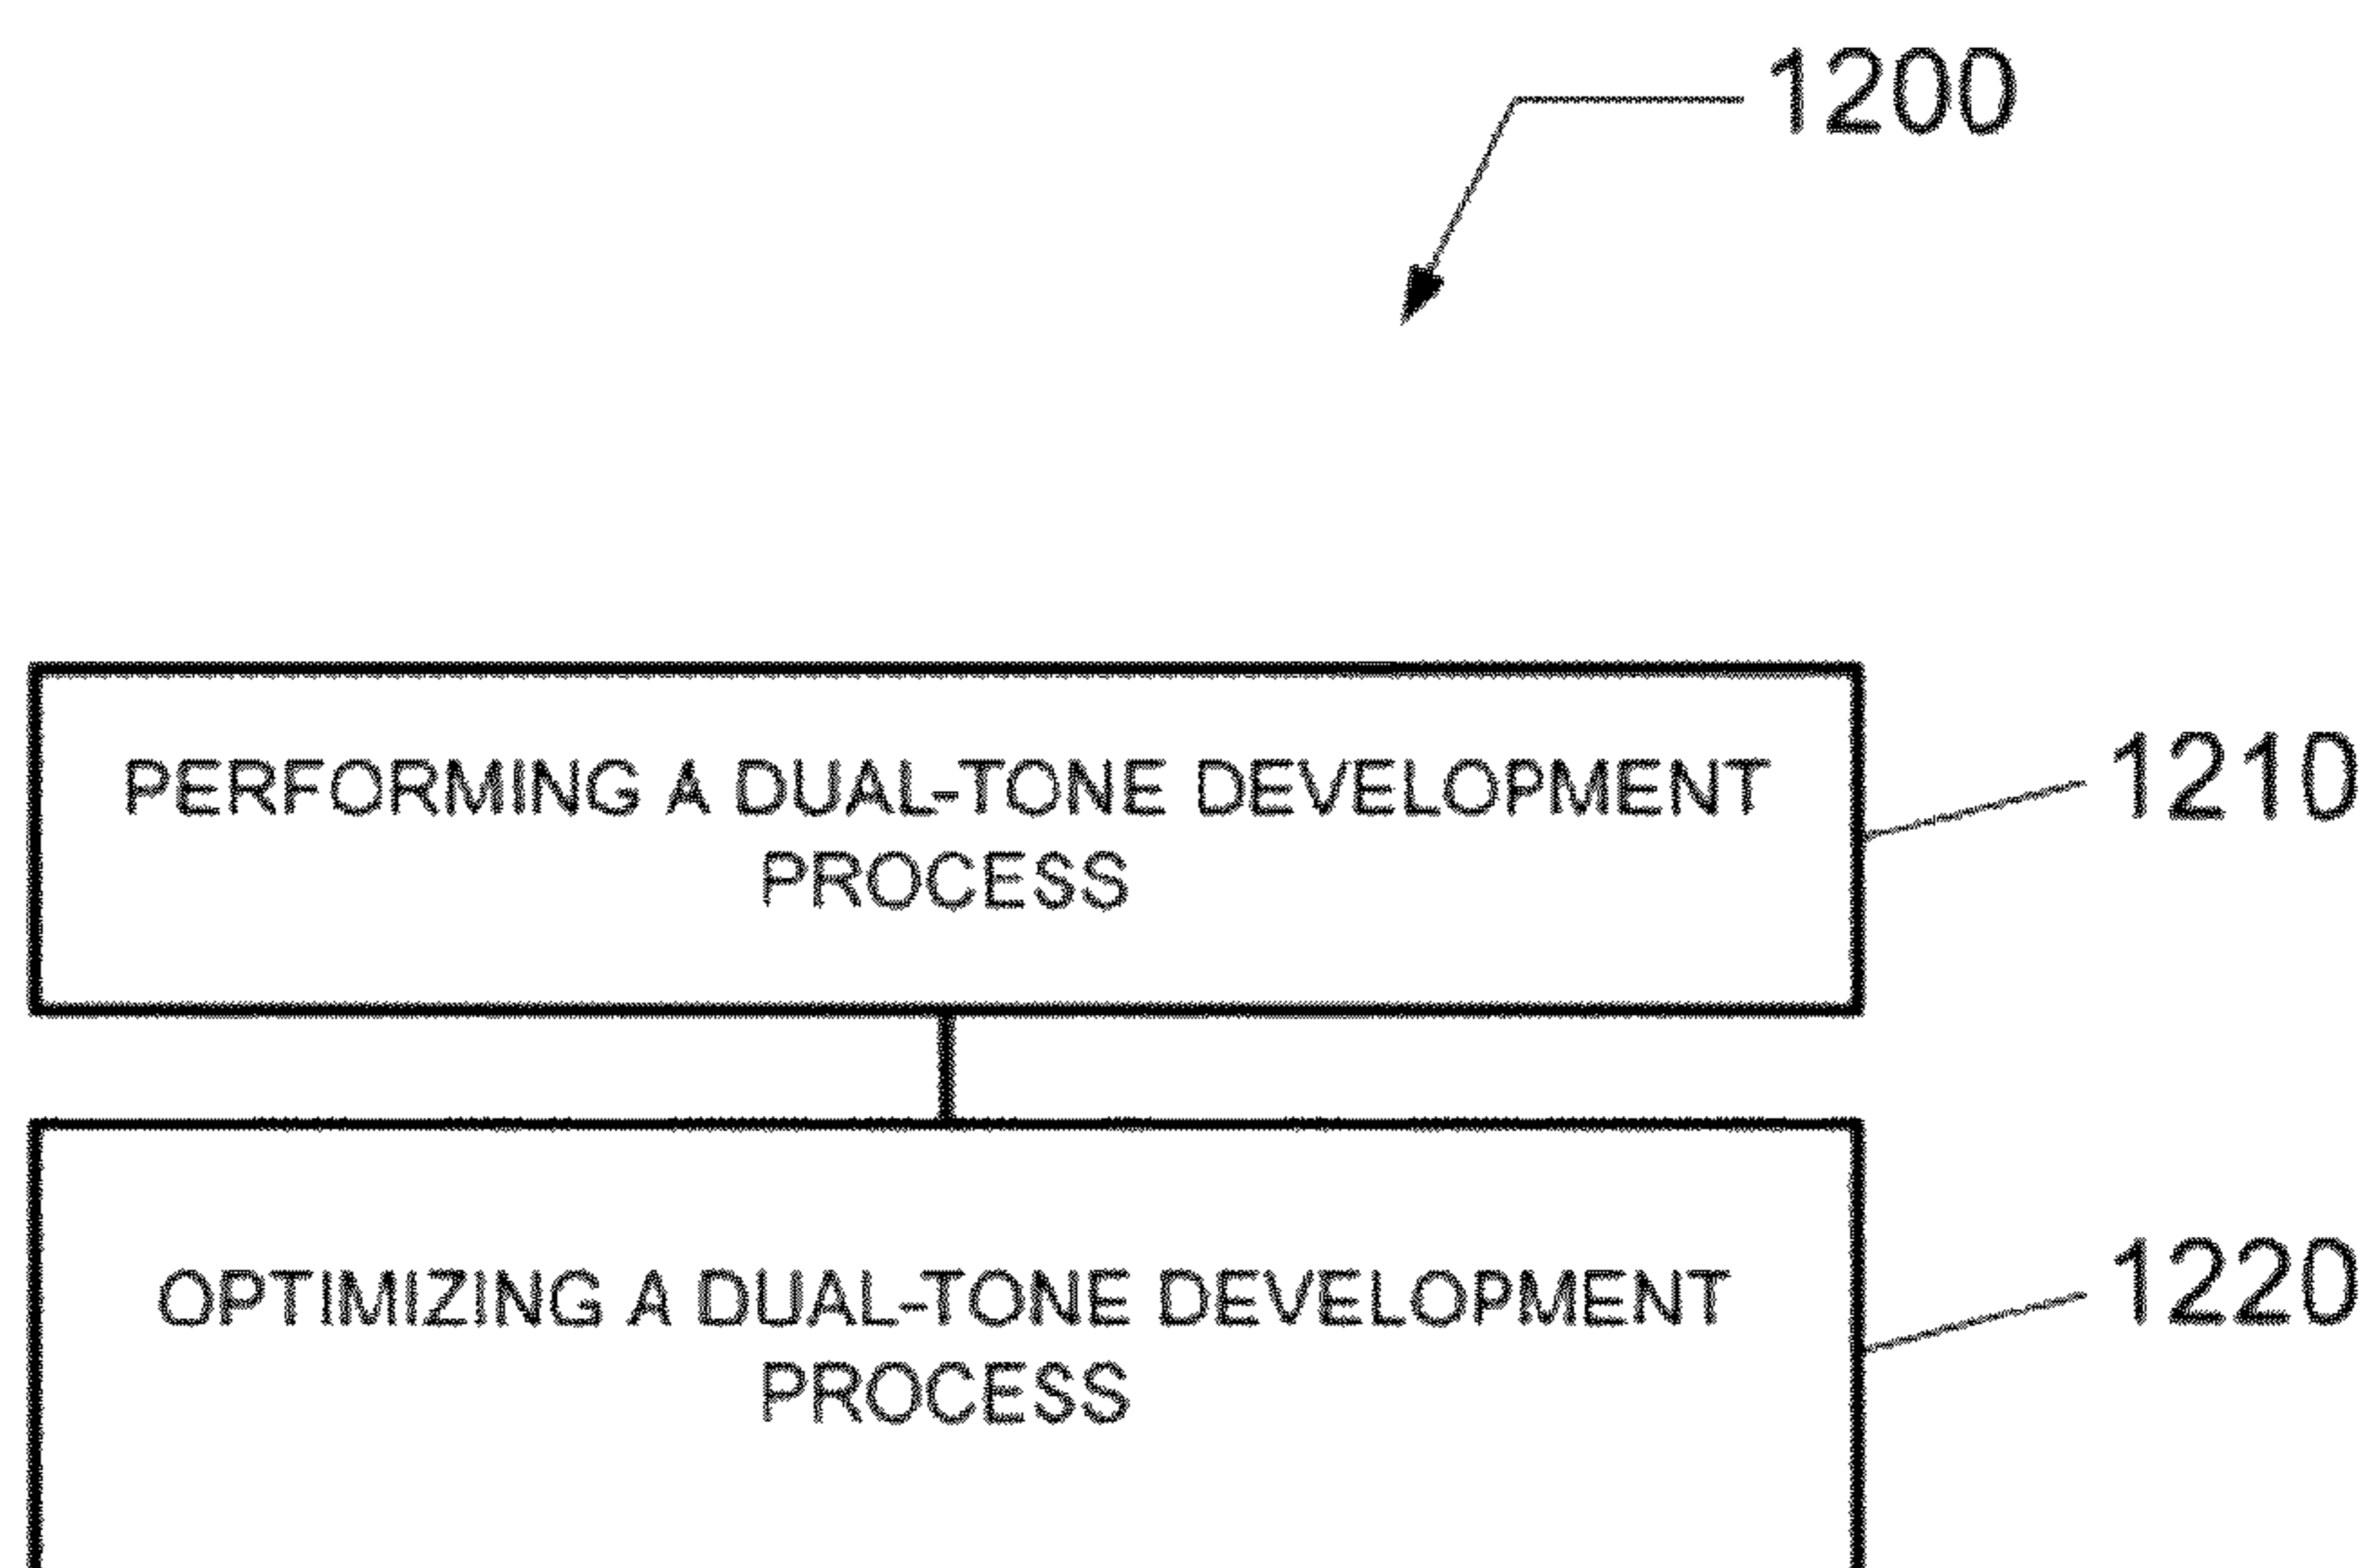 1200
PERFORMING A DUAL-TONE DEVELOPMENT
PROCESS
1210
OPTIMIZING A DUAL-TONE DEVELOPMENT
PROCESS
1220